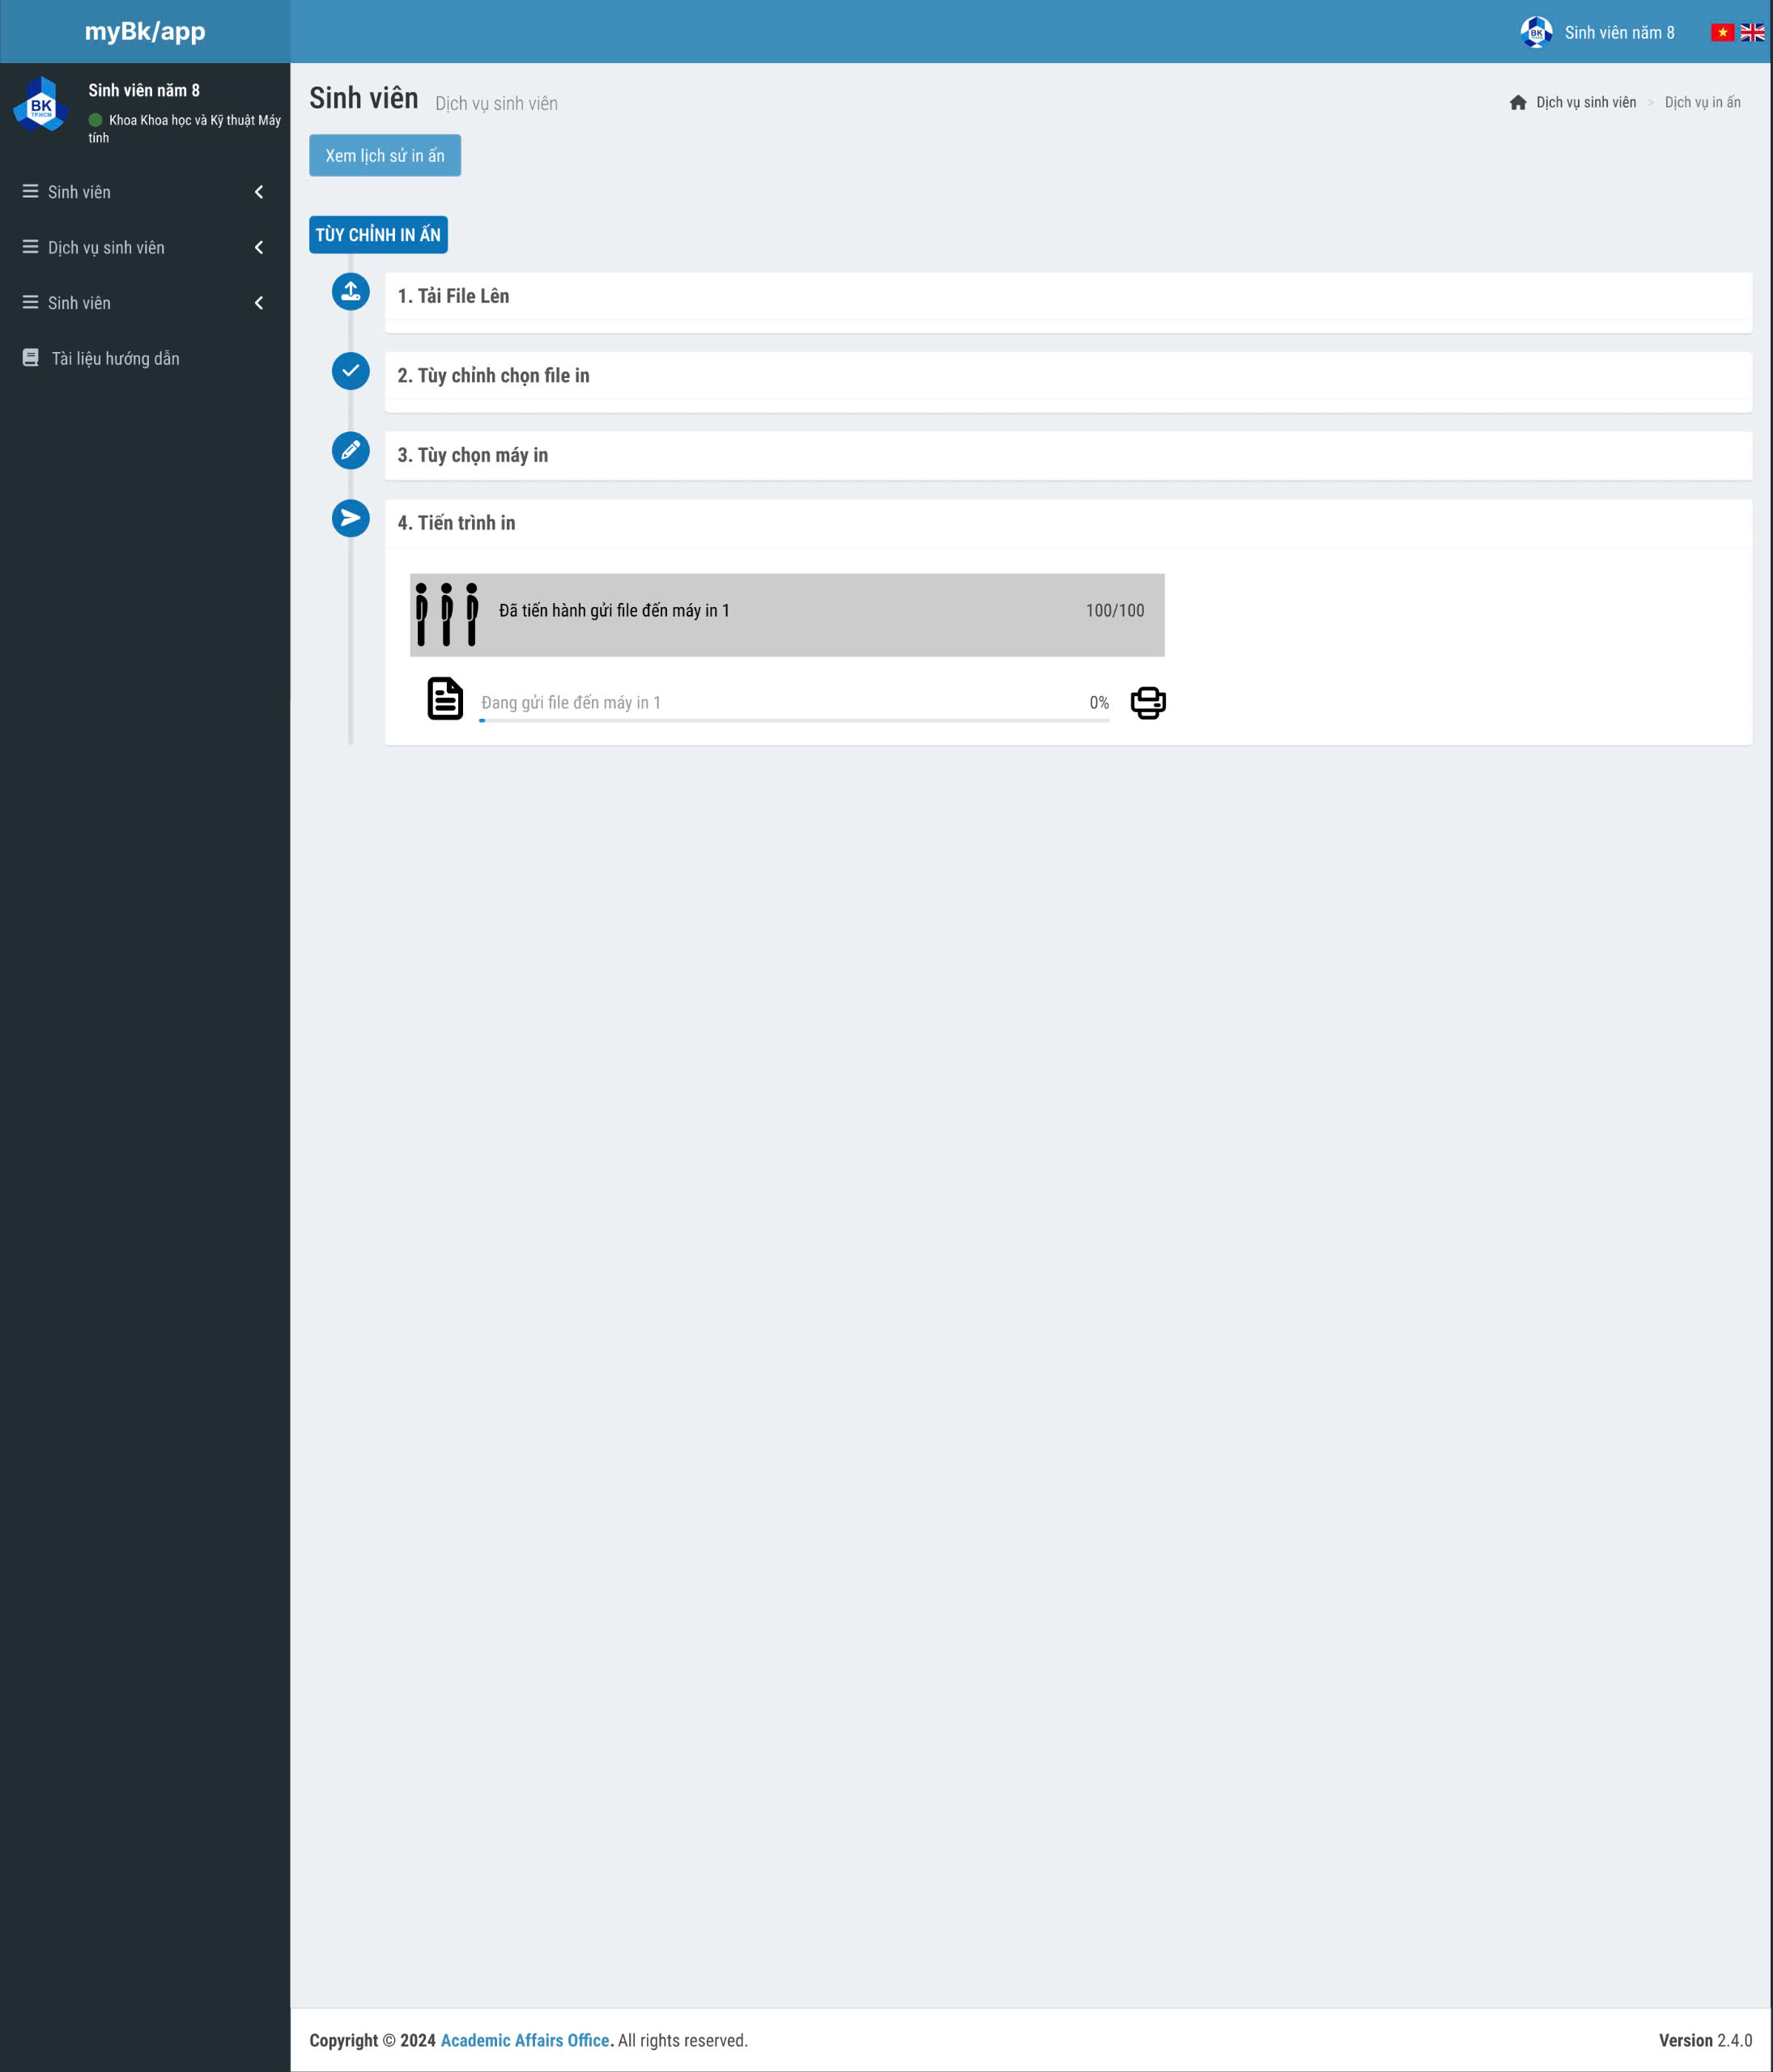 myBk/app
Sinh viên năm 8
BK
TP.HCM
Sinh viên năm 8
Khoa Khoa học và Kỹ thuật Máy
tính
Sinh viên
Dịch vụ sinh viên
Sinh viên
Tài liệu hướng dẫn
Sinh viên Dịch vụ sinh viên
Dịch vụ sinh viên > Dịch vụ in ấn
Xem lịch sử in ấn
TÙY CHỈNH IN ẤN
1. Tải File Lên
2. Tùy chỉnh chọn file in
3. Tùy chọn máy in
4. Tiến trình in
Đã tiến hành gửi file đến máy in 1 100/100
Đang gửi file đến máy in 1 0%
Copyright © 2024 Academic Affairs Office. All rights reserved.
Version 2.4.0